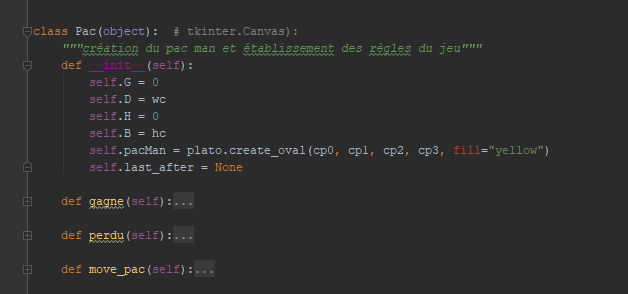 class Pac(object):  # tkinter.Canvas):
    """création du pac man et établissement des règles du jeu"""
    def __init__(self):
        self.G = 0
        self.D = wc
        self.H = 0
        self.B = hc
        self.pacMan = plato.create_oval(cp0, cp1, cp2, cp3, fill="yellow")
        self.last_after = None

    def gagne(self):...

    def perdu(self):...

    def move_pac(self):...